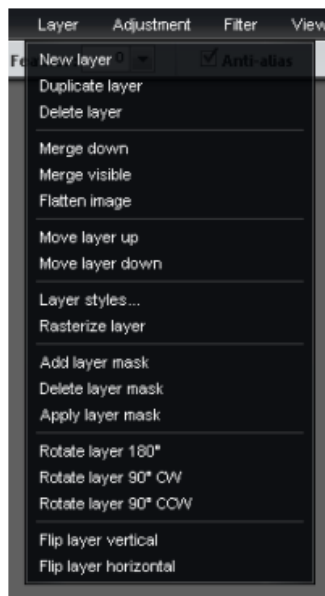 Layer Adjustment Filter View
Fea 0 Anti-alias
New layer
Duplicate layer
Delete layer
Merge down
Merge visible
Flatten image
Move layer up
Move layer down
Layer styles...
Rasterize layer
Add layer mask
Delete layer mask
Apply layer mask
Rotate layer 180°
Rotate layer 90° CW
Rotate layer 90° CCW
Flip layer vertical
Flip layer horizontal